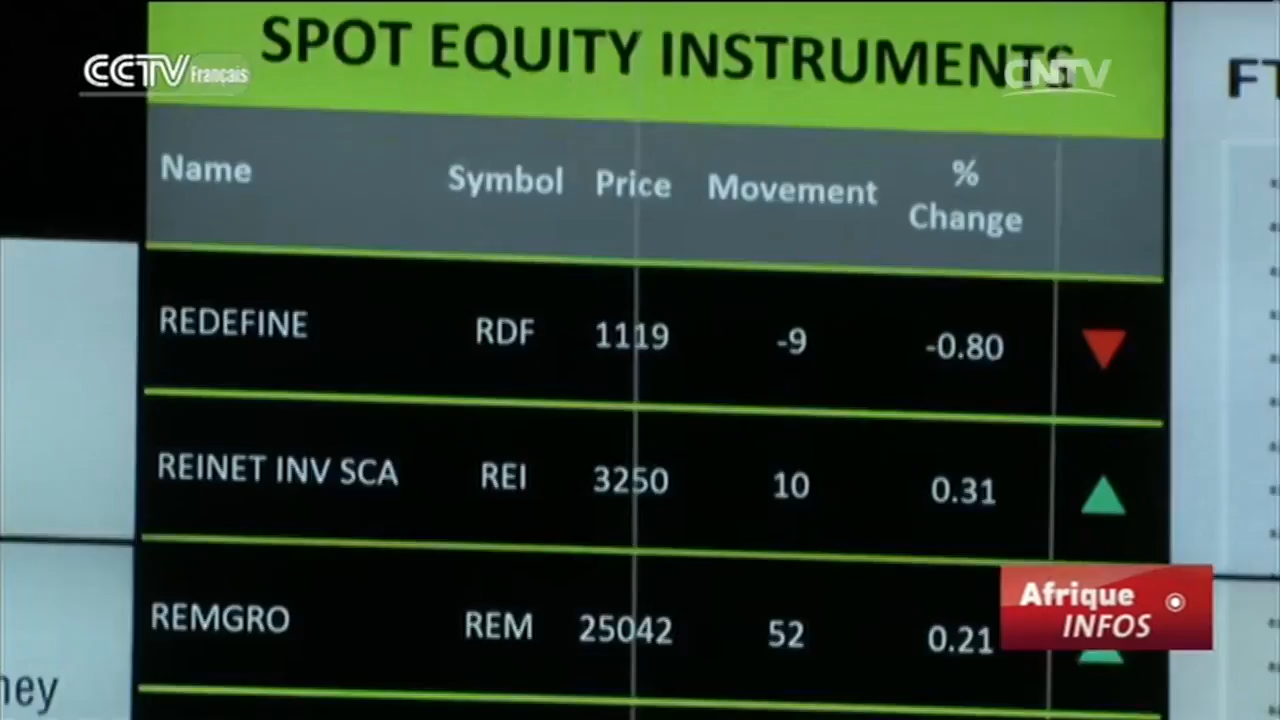 SPOT EQUITY INSTRUMENTS
CCTV Français
CNTV
FT
Name Symbol Price Movement % Change
REDEFINE RDF 1119 -9 -0.80
REINET INV SCA REI 3250 10 0.31
REMGRO REM 25042 52 0.21
Afrique
INFOS
ney